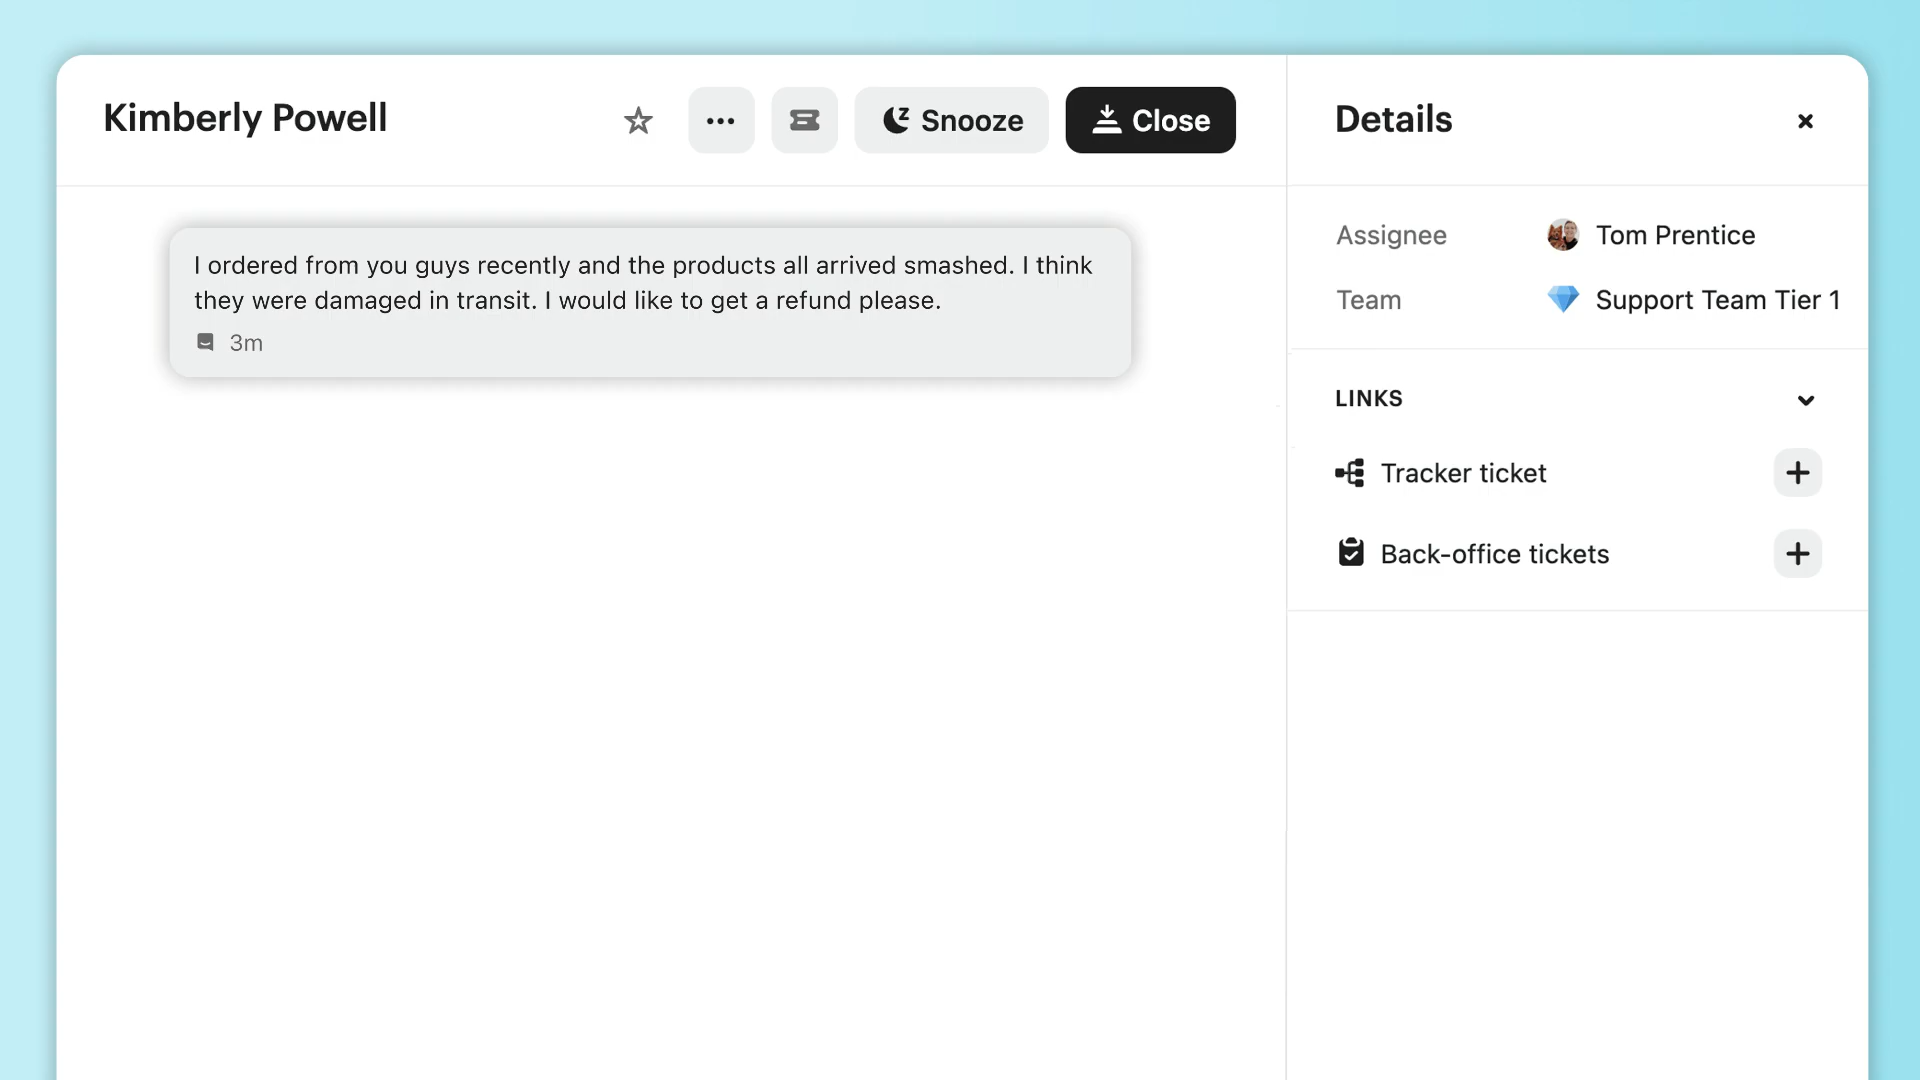 Kimberly Powell
Snooze
Close
Details
I ordered from you guys recently and the products all arrived smashed. I think
they were damaged in transit. I would like to get a refund please.
3m
Assignee
Tom Prentice
Team
Support Team Tier 1
LINKS
Tracker ticket
Back-office tickets